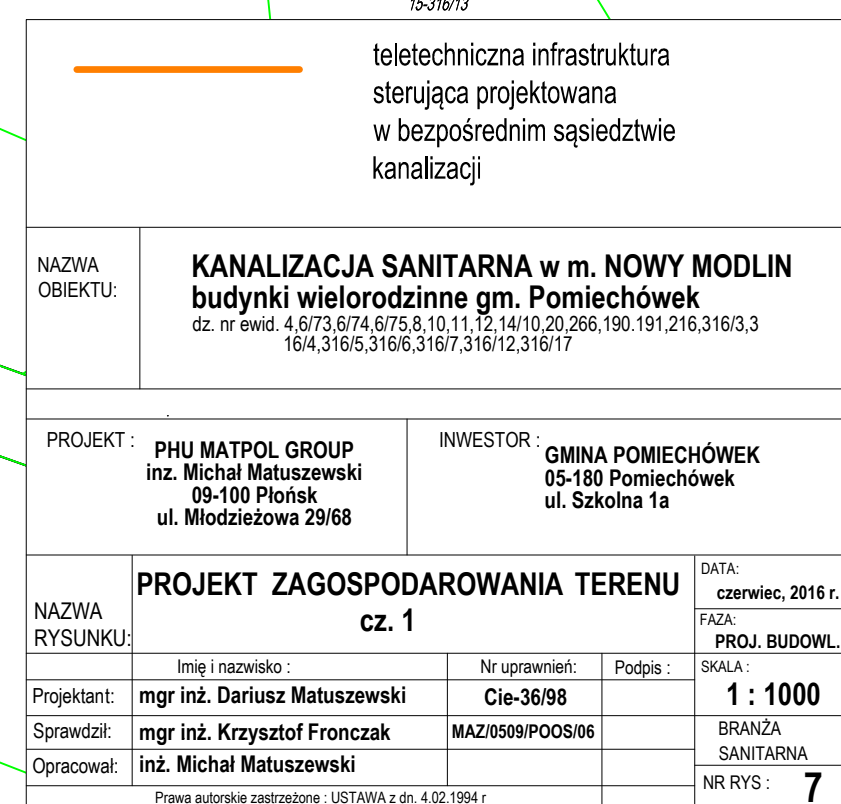 15-316/13
teletechniczna infrastruktura
sterująca projektowana
w bezpośrednim sąsiedztwie
kanalizacji
NAZWA
OBIEKTU:
KANALIZACJA SANITARNA w m. NOWY MODLIN
budynki wielorodzinne gm. Pomiechówek
dz. nr ewid. 4,6/73,6/74,6/75,8,10,11,12,14/10,20,266,190.191,216,316/3,3
16/4,316/5,316/6,316/7,316/12,316/17
PROJEKT :
PHU MATPOL GROUP
inz. Michał Matuszewski
09-100 Płońsk
ul. Młodzieżowa 29/68
INWESTOR :
GMINA POMIECHÓWEK
05-180 Pomiechówek
ul. Szkolna 1a
NAZWA
RYSUNKU:
PROJEKT ZAGOSPODAROWANIA TERENU
cz. 1
DATA:
czerwiec, 2016 r.
FAZA:
PROJ. BUDOWL.
Imię i nazwisko :
Nr uprawnień:
Podpis :
SKALA :
1 : 1000
Projektant:
mgr inż. Dariusz Matuszewski
Cie-36/98
Sprawdził:
mgr inż. Krzysztof Fronczak
MAZ/0509/POOS/06
BRANŻA
SANITARNA
Opracował:
inż. Michał Matuszewski
NR RYS :
7
Prawa autorskie zastrzeżone : USTAWA z dn. 4.02.1994 r